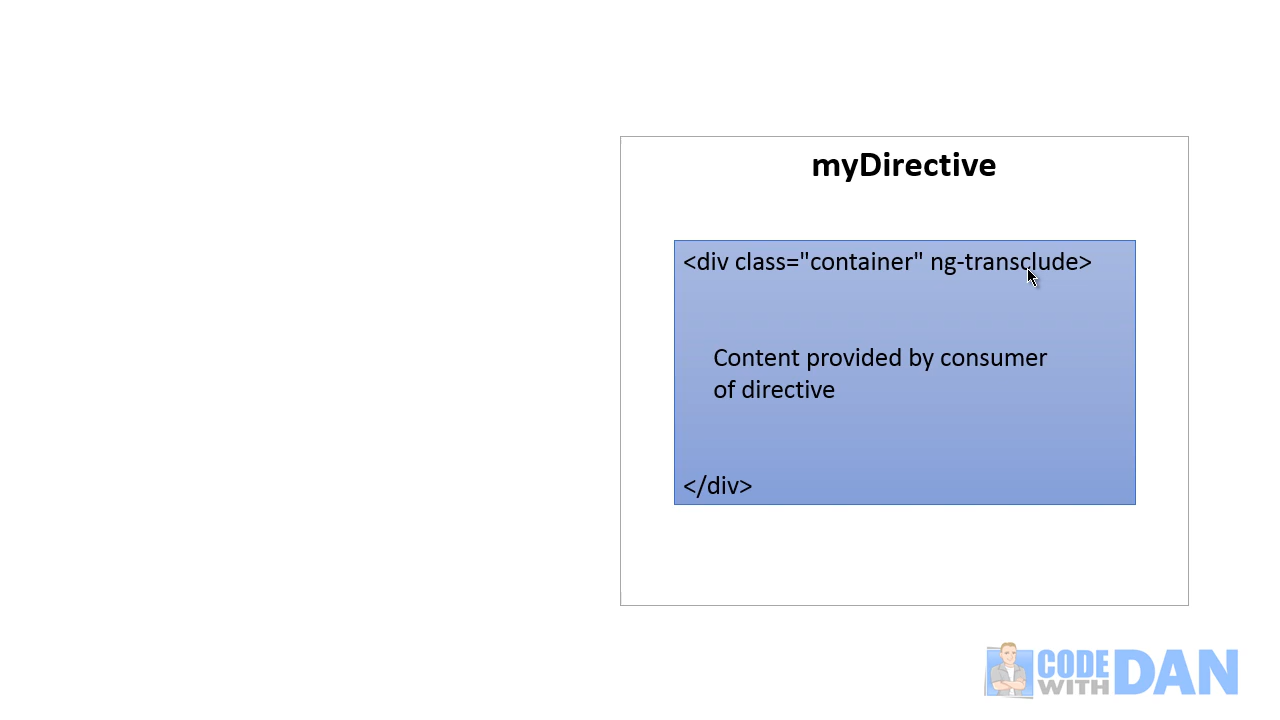 myDirective
<div class="container" ng-transclude>
Content provided by consumer
of directive
</div>
CODE
WITH
DAN